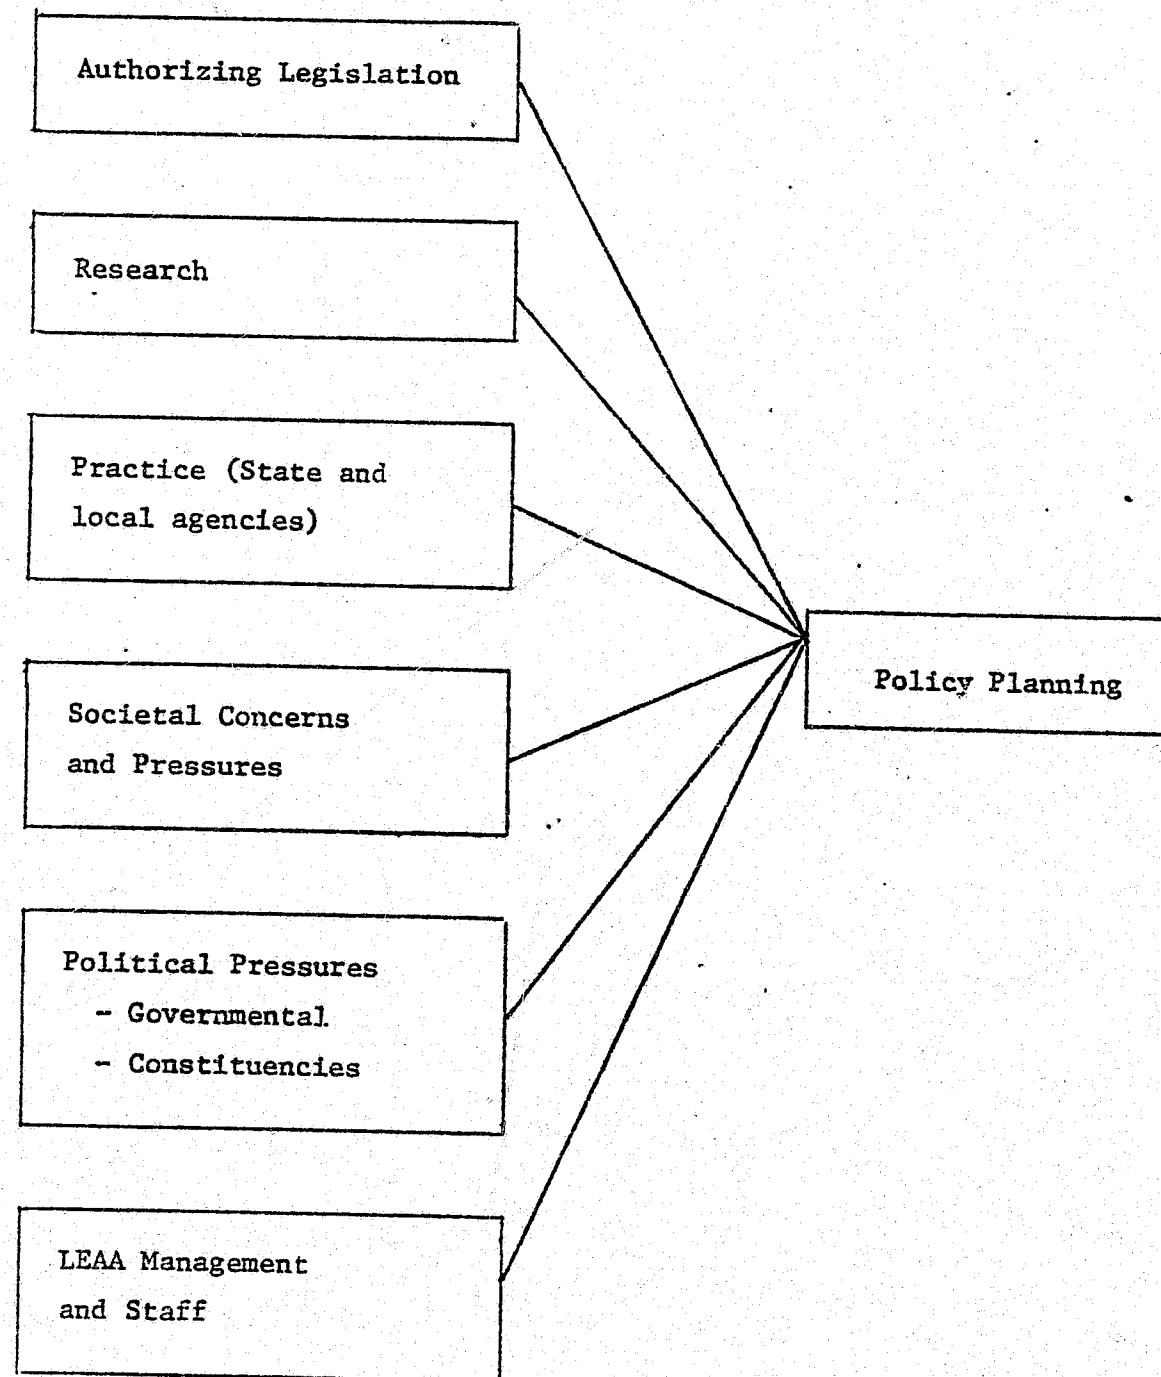 Authorizing Legislation
Research
Practice (State and
local agencies)
Societal Concerns
and Pressures
Political Pressures
- Governmental
- Constituencies
LEAA Management
and Staff
Policy Planning